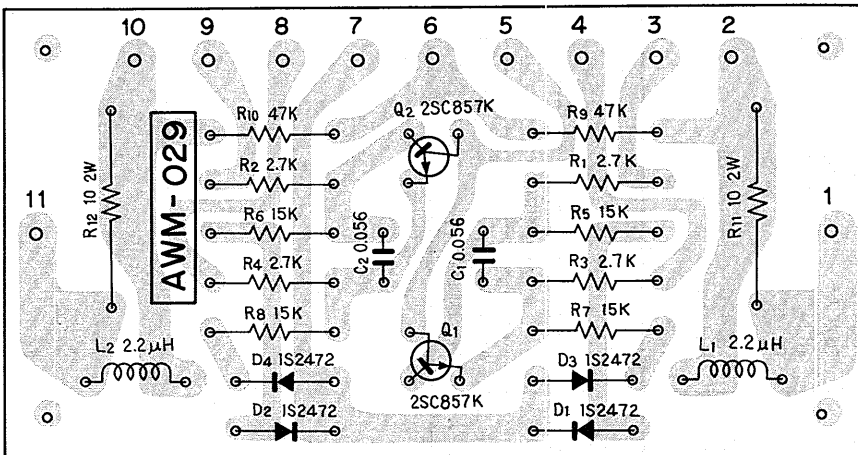 10 9 8 7 6 5 4 3 2
R10 47K
Q2 2SC857K
R9 47K
R2 2.7K
R1 2.7K
11
R12 10 2W
AWM-029
R6 15K
C2 0.056
C1 0.056
R5 15K
R11 10 2W
1
R4 2.7K
R3 2.7K
R8 15K
Q1
R7 15K
L2 2.2μH
D4 1S2472
2SC857K
D3 1S2472
L1 2.2μH
D2 1S2472
D1 1S2472